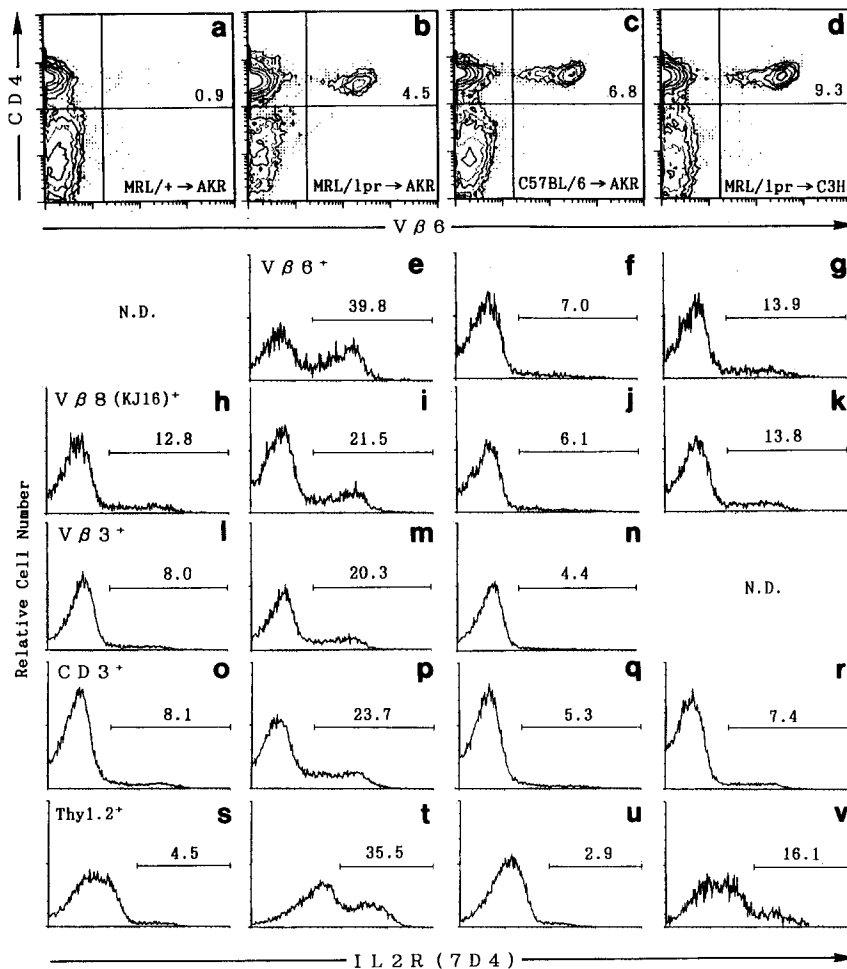 a
b
c
d
CD4
0.9
4.5
6.8
9.3
MRL/+→AKR
MRL/lpr→AKR
C57BL/6→AKR
MRL/lpr→C3H
Vβ6
N.D.
Vβ6+
e
39.8
f
7.0
g
13.9
Vβ8(KJ16)+
h
12.8
i
21.5
j
6.1
k
13.8
Vβ3+
l
8.0
m
20.3
n
4.4
N.D.
CD3+
o
8.1
p
23.7
q
5.3
r
7.4
Thy1.2+
s
4.5
t
35.5
u
2.9
v
16.1
Relative Cell Number
IL2R(7D4)